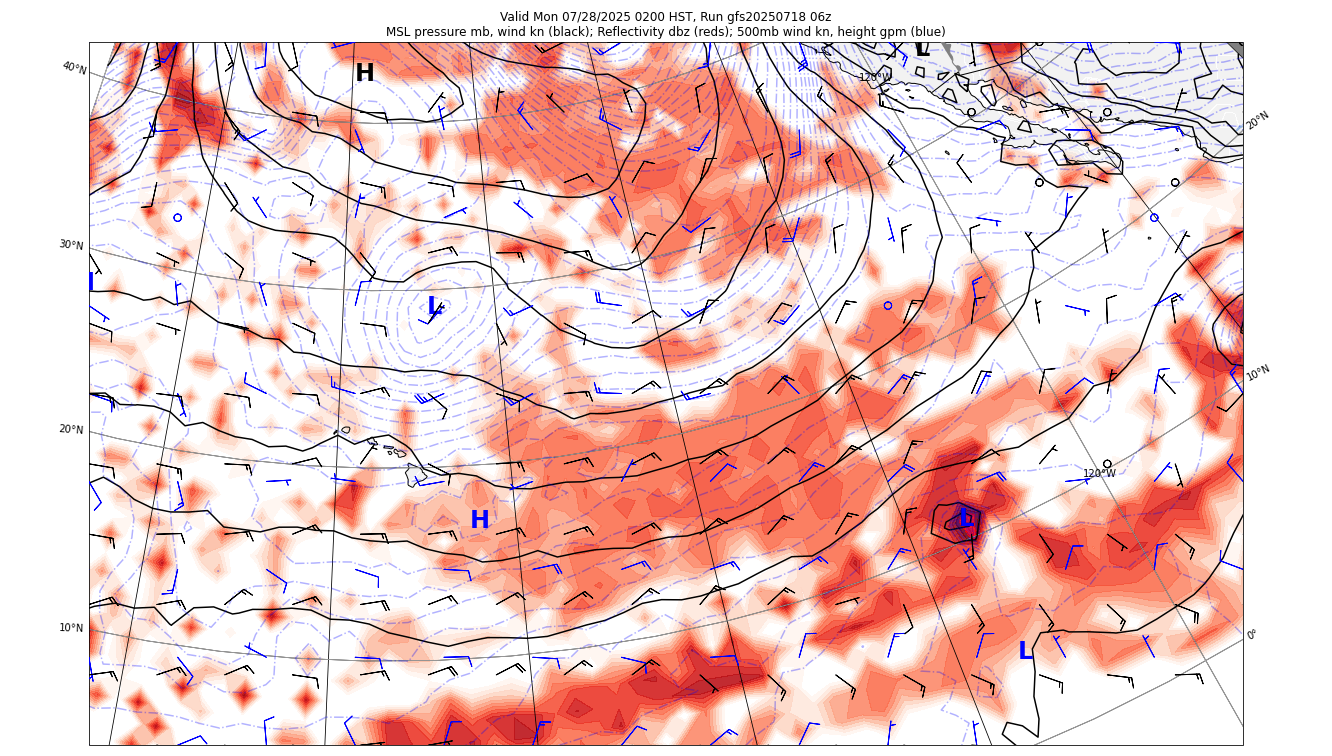 Valid Mon 07/28/2025 0200 HST, Run gfs20250718 06z
MSL pressure mb, wind kn (black); Reflectivity dbz (reds); 500mb wind kn, height gpm (blue)
L
H
40°N
120°W
20°N
30°N
L
10°N
20°N
120°W
H
L
10°N
0°
L